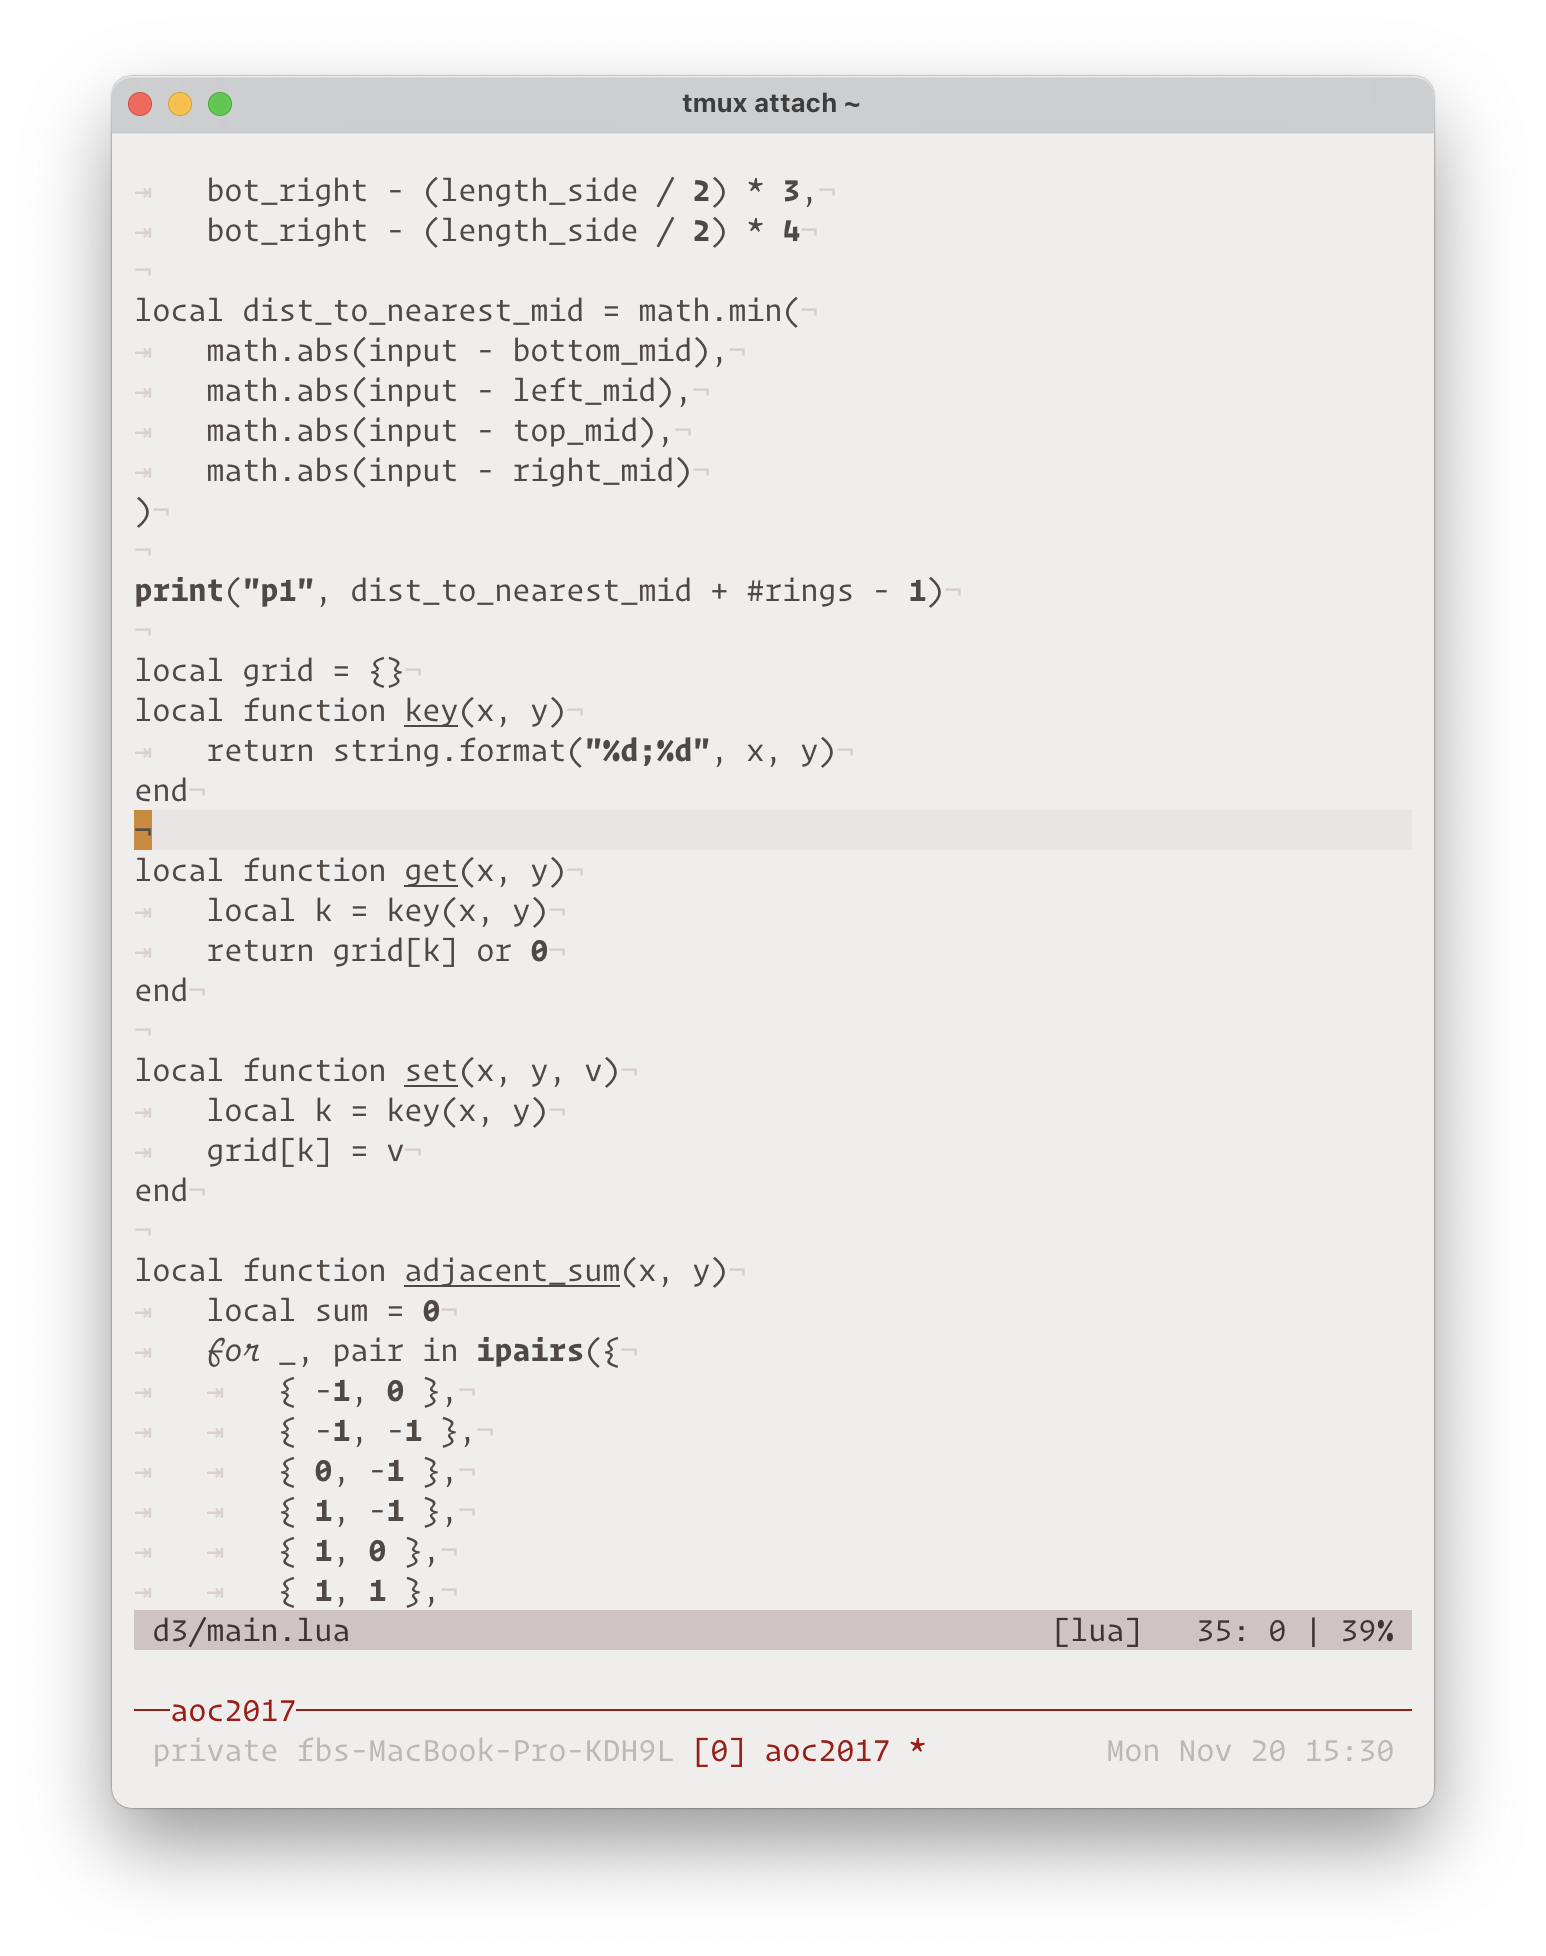 tmux attach ~
⇥   bot_right - (length_side / 2) * 3,¬
⇥   bot_right - (length_side / 2) * 4¬
¬
local dist_to_nearest_mid = math.min(¬
⇥   math.abs(input - bottom_mid),¬
⇥   math.abs(input - left_mid),¬
⇥   math.abs(input - top_mid),¬
⇥   math.abs(input - right_mid)¬
)¬
¬
print("p1", dist_to_nearest_mid + #rings - 1)¬
¬
local grid = {}¬
local function key(x, y)¬
⇥   return string.format("%d;%d", x, y)¬
end¬
¬
local function get(x, y)¬
⇥   local k = key(x, y)¬
⇥   return grid[k] or 0¬
end¬
¬
local function set(x, y, v)¬
⇥   local k = key(x, y)¬
⇥   grid[k] = v¬
end¬
¬
local function adjacent_sum(x, y)¬
⇥   local sum = 0¬
⇥   for _, pair in ipairs({¬
⇥   ⇥   { -1, 0 },¬
⇥   ⇥   { -1, -1 },¬
⇥   ⇥   { 0, -1 },¬
⇥   ⇥   { 1, -1 },¬
⇥   ⇥   { 1, 0 },¬
⇥   ⇥   { 1, 1 },¬
d3/main.lua [lua]   35: 0 | 39%
aoc2017
private fbs-MacBook-Pro-KDH9L [0] aoc2017 * Mon Nov 20 15:30